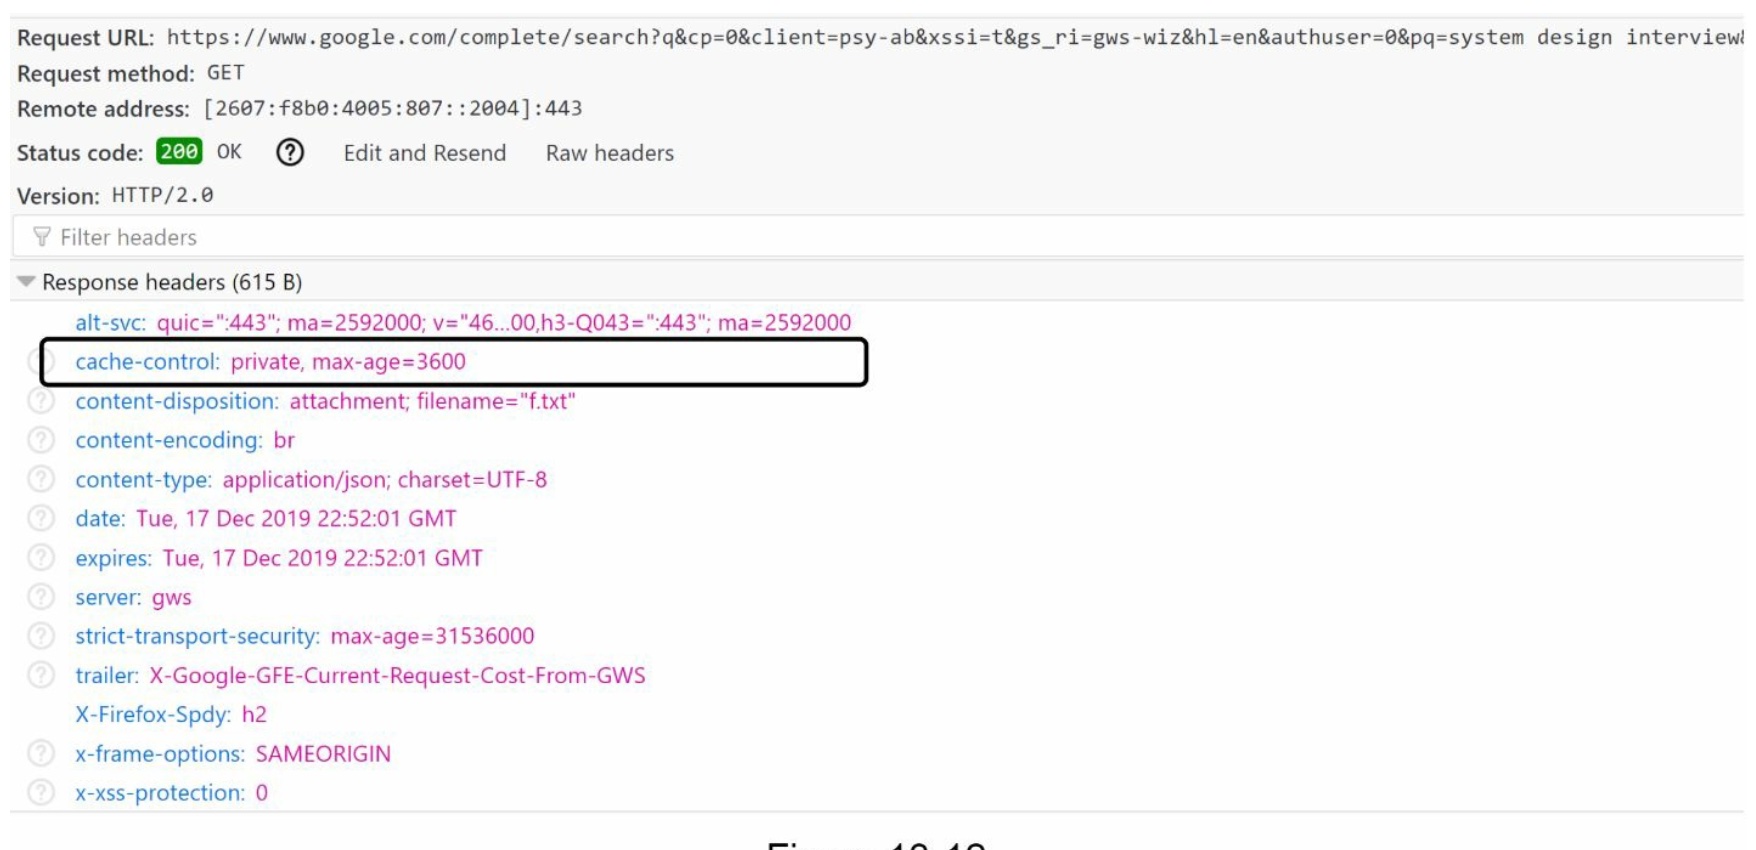 Request URL: https://www.google.com/complete/search?q&cp=0&client=psy-ab&xssi=t&gs_ri=gws-wiz&hl=en&authuser=0&pq=system design interview&
Request method: GET
Remote address: [2607:f8b0:4005:807::2004]:443
Status code: 200 OK ? Edit and Resend Raw headers
Version: HTTP/2.0
Filter headers
Response headers (615 B)
alt-svc: quic=":443"; ma=2592000; v="46...00,h3-Q043=":443"; ma=2592000
cache-control: private, max-age=3600
? content-disposition: attachment; filename="f.txt"
? content-encoding: br
? content-type: application/json; charset=UTF-8
? date: Tue, 17 Dec 2019 22:52:01 GMT
? expires: Tue, 17 Dec 2019 22:52:01 GMT
? server: gws
? strict-transport-security: max-age=31536000
? trailer: X-Google-GFE-Current-Request-Cost-From-GWS
X-Firefox-Spdy: h2
? x-frame-options: SAMEORIGIN
? x-xss-protection: 0